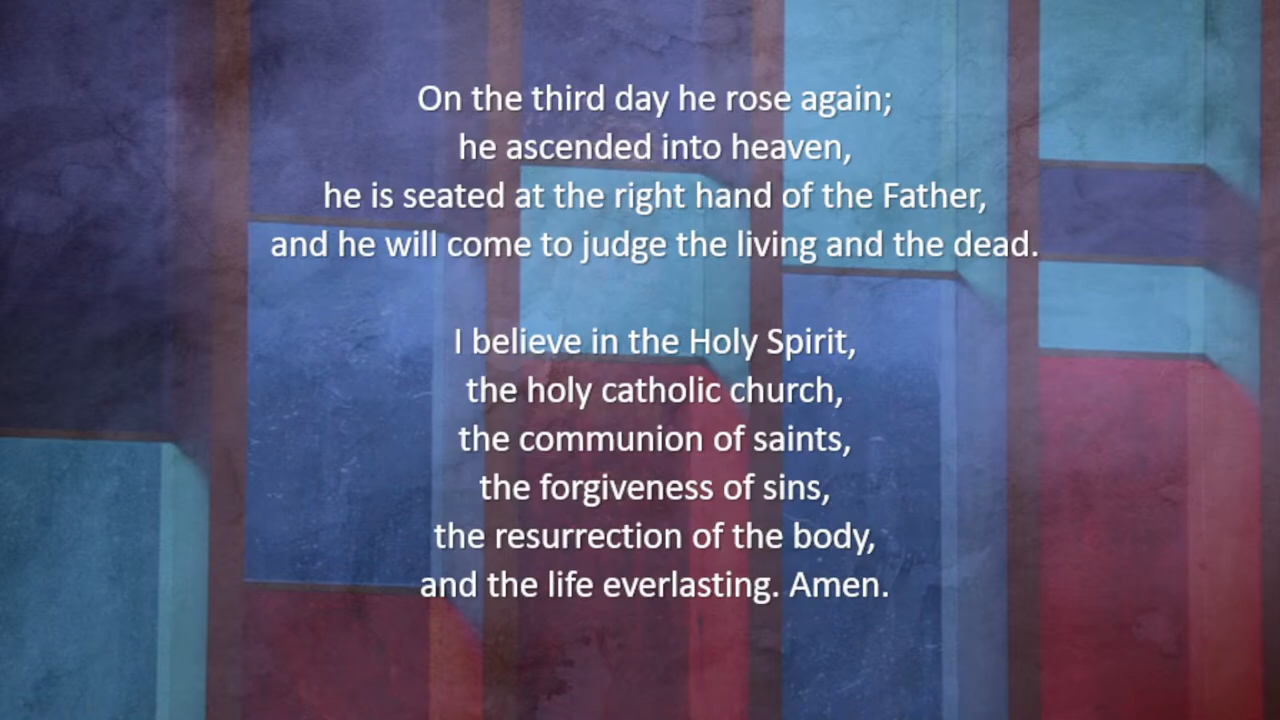 On the third day he rose again;
he ascended into heaven,
he is seated at the right hand of the Father,
and he will come to judge the living and the dead.
I believe in the Holy Spirit,
the holy catholic church,
the communion of saints,
the forgiveness of sins,
the resurrection of the body,
and the life everlasting. Amen.